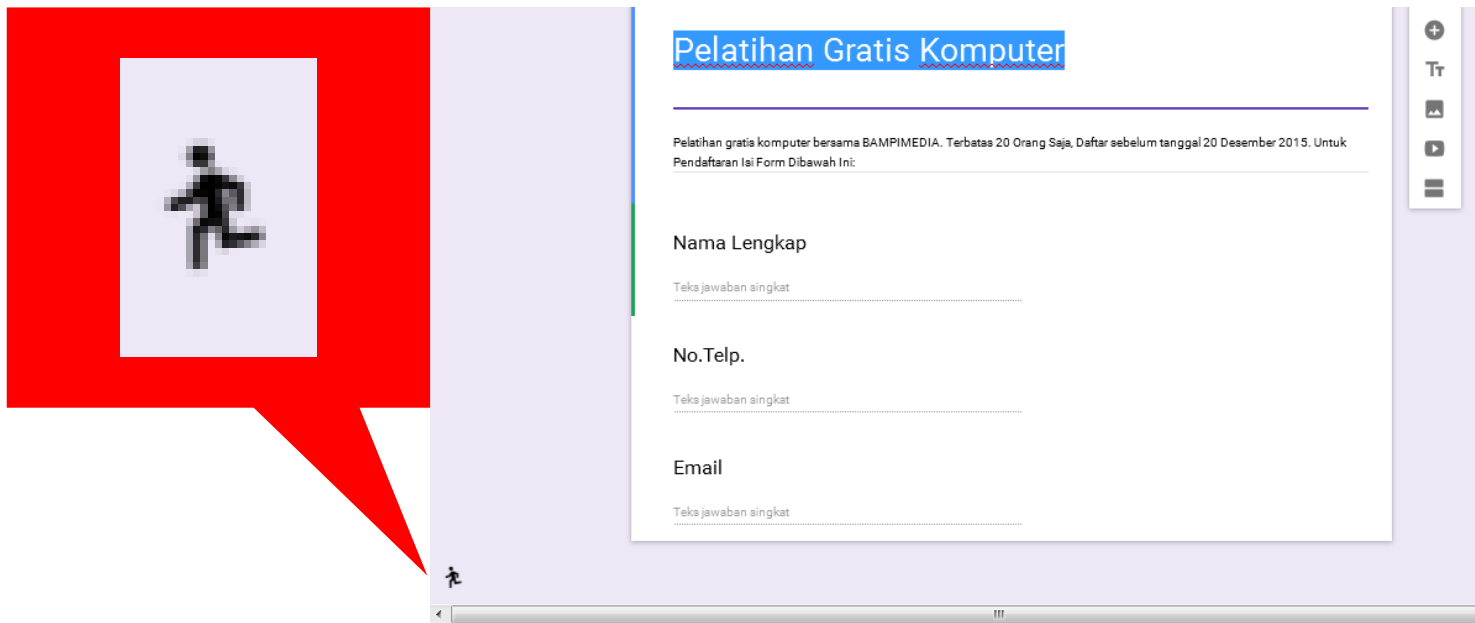 Pelatihan Gratis Komputer
Pelatihan gratis komputer bersama BAMPIMEDIA. Terbatas 20 Orang Saja, Daftar sebelum tanggal 20 Desember 2015. Untuk
Pendaftaran Isi Form Dibawah Ini:
Nama Lengkap
Teks jawaban singkat
No.Telp.
Teks jawaban singkat
Email
Teks jawaban singkat